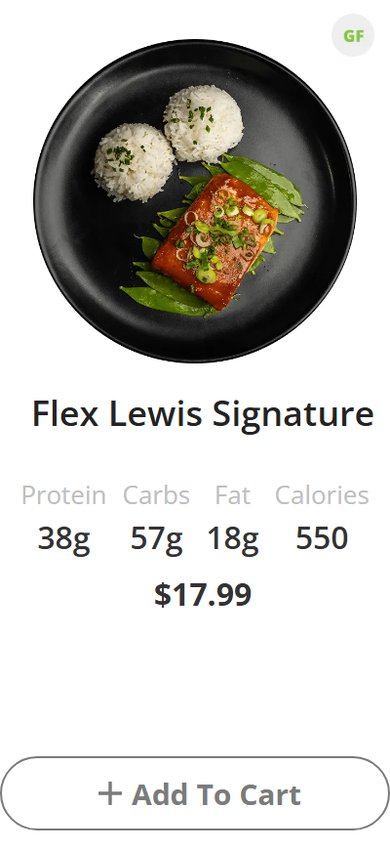 GF
Flex Lewis Signature
Protein Carbs Fat Calories
38g 57g 18g 550
$17.99
+ Add To Cart